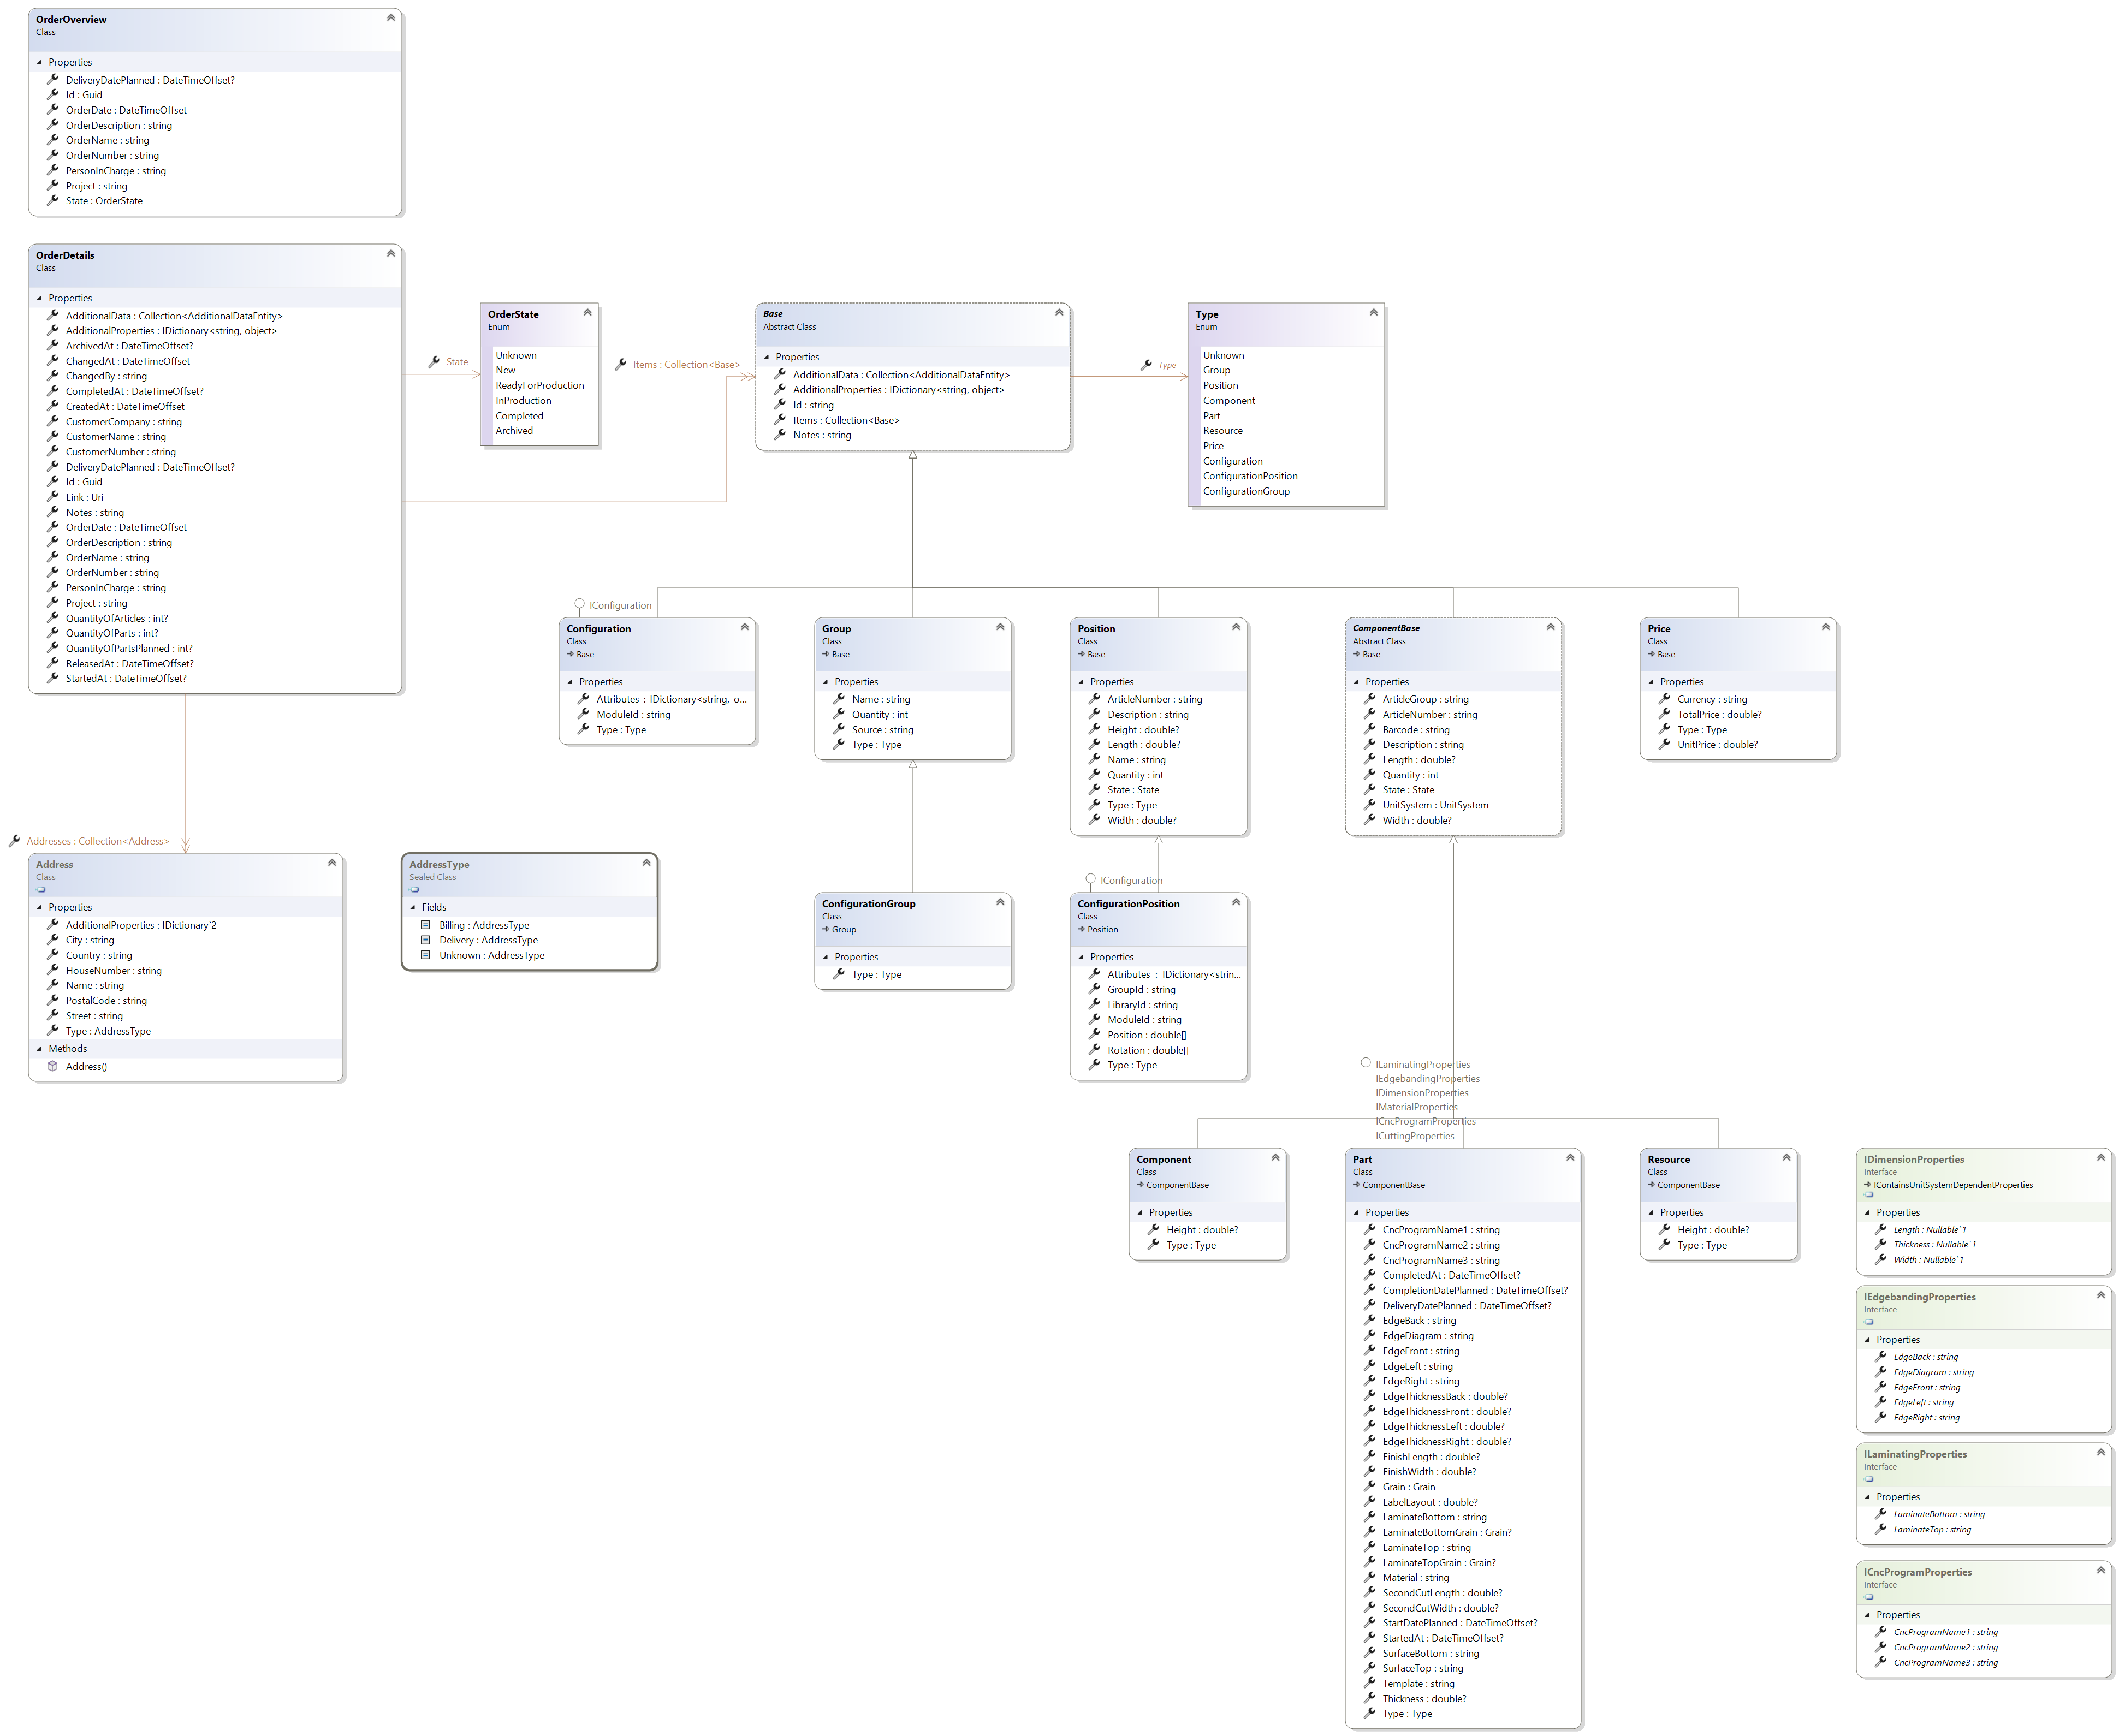 OrderOverview
Class
Properties
DeliveryDatePlanned : DateTimeOffset?
Id : Guid
OrderDate : DateTimeOffset
OrderDescription : string
OrderName : string
OrderNumber : string
PersonInCharge : string
Project : string
State : OrderState
OrderDetails
Class
Properties
AdditionalData : Collection<AdditionalDataEntity>
AdditionalProperties : IDictionary<string, object>
ArchivedAt : DateTimeOffset?
ChangedAt : DateTimeOffset
ChangedBy : string
CompletedAt : DateTimeOffset?
CreatedAt : DateTimeOffset
CustomerCompany : string
CustomerName : string
CustomerNumber : string
DeliveryDatePlanned : DateTimeOffset?
Id : Guid
Link : Uri
Notes : string
OrderDate : DateTimeOffset
OrderDescription : string
OrderName : string
OrderNumber : string
PersonInCharge : string
Project : string
QuantityOfArticles : int?
QuantityOfParts : int?
QuantityOfPartsPlanned : int?
ReleasedAt : DateTimeOffset?
StartedAt : DateTimeOffset?
State
OrderState
Enum
Unknown
New
ReadyForProduction
InProduction
Completed
Archived
Items : Collection<Base>
Base
Abstract Class
Properties
AdditionalData : Collection<AdditionalDataEntity>
AdditionalProperties : IDictionary<string, object>
Id : string
Items : Collection<Base>
Notes : string
Type
Type
Enum
Unknown
Group
Position
Component
Part
Resource
Price
Configuration
ConfigurationPosition
ConfigurationGroup
IConfiguration
Configuration
Class
Base
Properties
Attributes : IDictionary<string, o...
ModuleId : string
Type : Type
Group
Class
Base
Properties
Name : string
Quantity : int
Source : string
Type : Type
Position
Class
Base
Properties
ArticleNumber : string
Description : string
Height : double?
Length : double?
Name : string
Quantity : int
State : State
Type : Type
Width : double?
ComponentBase
Abstract Class
Base
Properties
ArticleGroup : string
ArticleNumber : string
Barcode : string
Description : string
Length : double?
Quantity : int
State : State
UnitSystem : UnitSystem
Width : double?
Price
Class
Base
Properties
Currency : string
TotalPrice : double?
Type : Type
UnitPrice : double?
Addresses : Collection<Address>
Address
Class
Properties
AdditionalProperties : IDictionary`2
City : string
Country : string
HouseNumber : string
Name : string
PostalCode : string
Street : string
Type : AddressType
Methods
Address()
AddressType
Sealed Class
Fields
Billing : AddressType
Delivery : AddressType
Unknown : AddressType
ConfigurationGroup
Class
Group
Properties
Type : Type
IConfiguration
ConfigurationPosition
Class
Position
Properties
Attributes : IDictionary<strin...
GroupId : string
LibraryId : string
ModuleId : string
Position : double[]
Rotation : double[]
Type : Type
ILaminatingProperties
IEdgebandingProperties
IDimensionProperties
IMaterialProperties
ICncProgramProperties
ICuttingProperties
Component
Class
ComponentBase
Properties
Height : double?
Type : Type
Part
Class
ComponentBase
Properties
CncProgramName1 : string
CncProgramName2 : string
CncProgramName3 : string
CompletedAt : DateTimeOffset?
CompletionDatePlanned : DateTimeOffset?
DeliveryDatePlanned : DateTimeOffset?
EdgeBack : string
EdgeDiagram : string
EdgeFront : string
EdgeLeft : string
EdgeRight : string
EdgeThicknessBack : double?
EdgeThicknessFront : double?
EdgeThicknessLeft : double?
EdgeThicknessRight : double?
FinishLength : double?
FinishWidth : double?
Grain : Grain
LabelLayout : double?
LaminateBottom : string
LaminateBottomGrain : Grain?
LaminateTop : string
LaminateTopGrain : Grain?
Material : string
SecondCutLength : double?
SecondCutWidth : double?
StartDatePlanned : DateTimeOffset?
StartedAt : DateTimeOffset?
SurfaceBottom : string
SurfaceTop : string
Template : string
Thickness : double?
Type : Type
Resource
Class
ComponentBase
Properties
Height : double?
Type : Type
IDimensionProperties
Interface
IContainsUnitSystemDependentProperties
Properties
Length : Nullable`1
Thickness : Nullable`1
Width : Nullable`1
IEdgebandingProperties
Interface
Properties
EdgeBack : string
EdgeDiagram : string
EdgeFront : string
EdgeLeft : string
EdgeRight : string
ILaminatingProperties
Interface
Properties
LaminateBottom : string
LaminateTop : string
ICncProgramProperties
Interface
Properties
CncProgramName1 : string
CncProgramName2 : string
CncProgramName3 : string